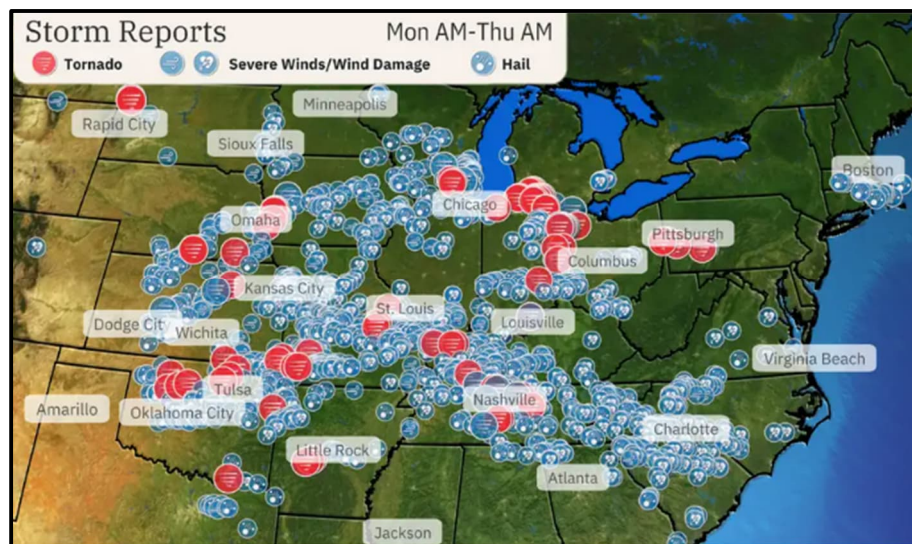 Storm Reports
Mon AM-Thu AM
Tornado
Severe Winds/Wind Damage
Hail
Minneapolis
Rapid City
Sioux Falls
Boston
Chicago
Omaha
Pittsburgh
Columbus
Kansas City
St. Louis
Dodge Cit
Louisville
Wichita
Virginia Beach
Tulsa
Nashville
Amarillo
Oklahoma City
Charlotte
Little Rock
Atlanta
Jackson